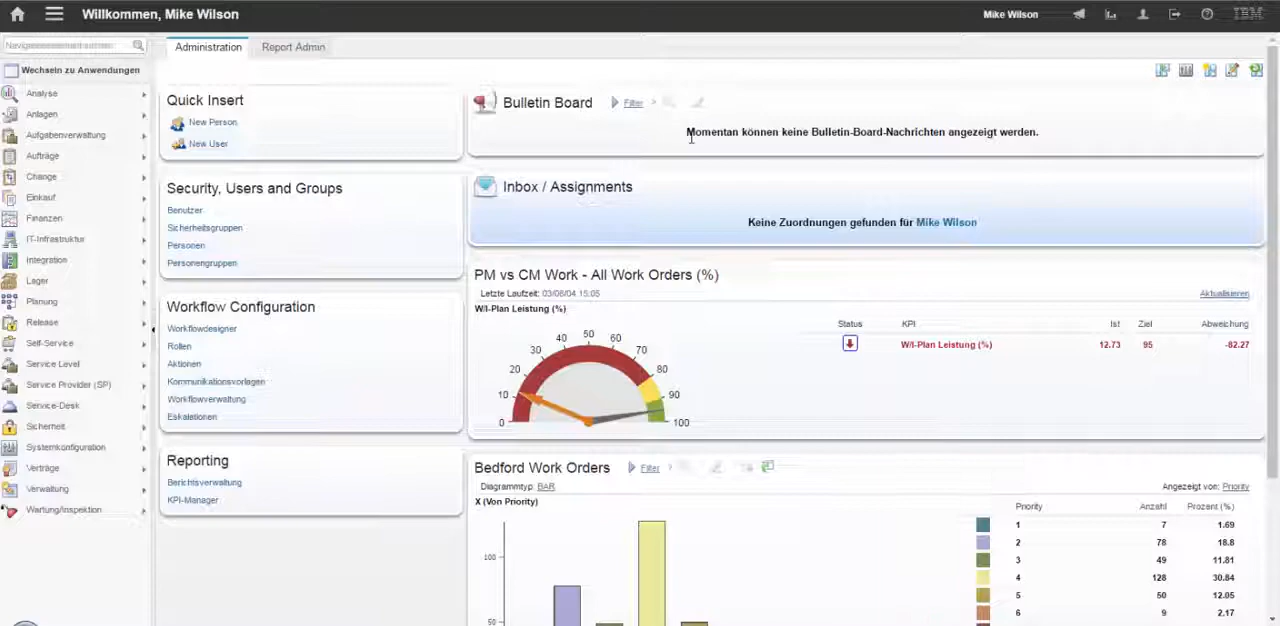 Willkommen, Mike Wilson
Mike Wilson
IBM
Navigationselement suchen
Administration
Report Admin
Wechseln zu Anwendungen
Analyse
Anlagen
Aufgabenverwaltung
Aufträge
Change
Einkauf
Finanzen
IT-Infrastruktur
Integration
Lager
Planung
Release
Self-Service
Service Level
Service Provider (SP)
Service-Desk
Sicherheit
Systemkonfiguration
Verträge
Verwaltung
Wartung/Inspektion
Quick Insert
New Person
New User
Security, Users and Groups
Benutzer
Sicherheitsgruppen
Personen
Personengruppen
Workflow Configuration
Workflowdesigner
Rollen
Aktionen
Kommunikationsvorlagen
Workflowverwaltung
Eskalationen
Reporting
Berichtsverwaltung
KPI-Manager
Bulletin Board
Filter
Momentan können keine Bulletin-Board-Nachrichten angezeigt werden.
Inbox / Assignments
Keine Zuordnungen gefunden für Mike Wilson
PM vs CM Work - All Work Orders (%)
Letzte Laufzeit: 03/06/04 15:05
Aktualisieren
W/I-Plan Leistung (%)
0 10 20 30 40 50 60 70 80 90 100
Status KPI Ist Ziel Abweichung
W/I-Plan Leistung (%) 12.73 95 -82.27
Bedford Work Orders Filter
Diagrammtyp: BAR
Angezeigt von: Priority
X (Von Priority)
100
50
Priority Anzahl Prozent (%)
1 7 1.69
2 78 18.8
3 49 11.81
4 128 30.84
5 50 12.05
6 9 2.17